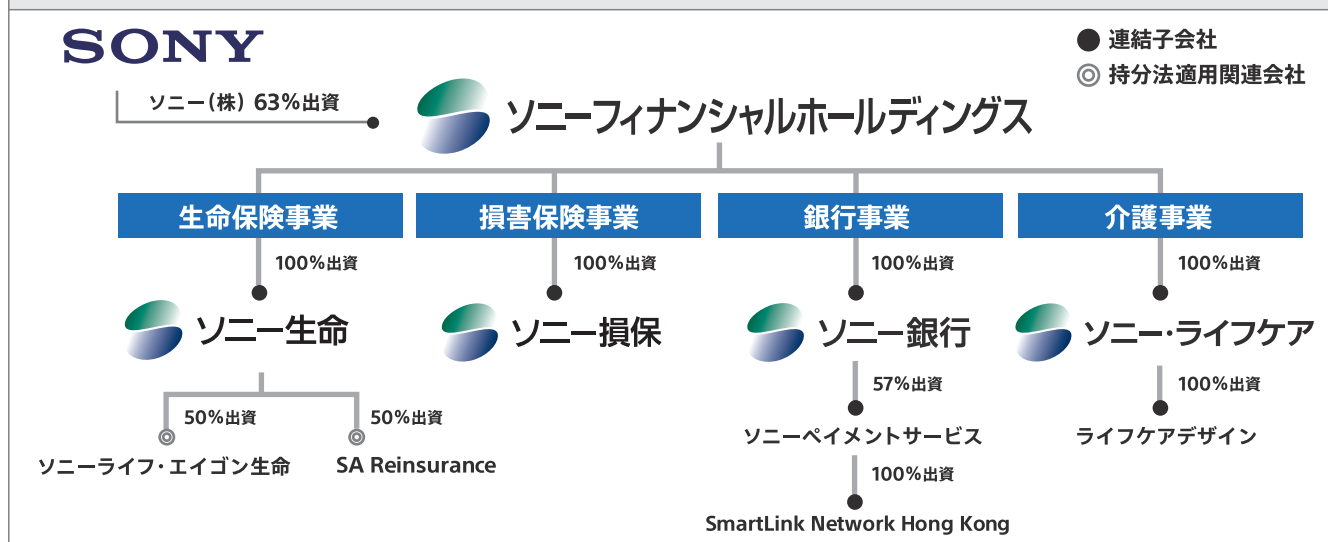 SONY
連結子会社
持分法適用関連会社
ソニー(株) 63%出資
ソニーフィナンシャルホールディングス
生命保険事業
損害保険事業
銀行事業
介護事業
100%出資
100%出資
100%出資
100%出資
ソニー生命
ソニー損保
ソニー銀行
ソニー・ライフケア
50%出資
50%出資
57%出資
100%出資
ソニーライフ・エイゴン生命
SA Reinsurance
ソニーペイメントサービス
ライフケアデザイン
100%出資
SmartLink Network Hong Kong